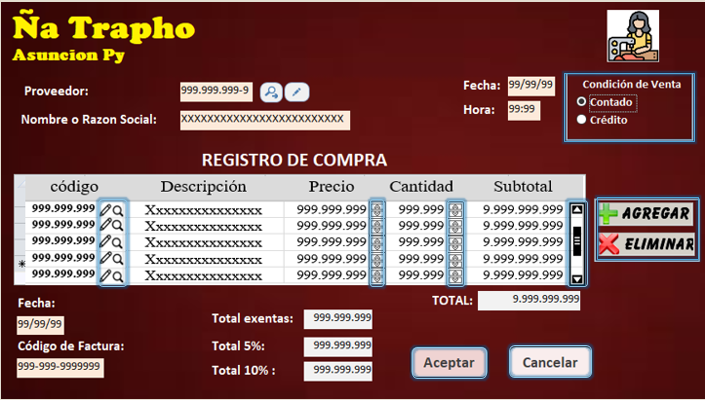 Ña Trapho
Asuncion Py
Proveedor: 999.999.999-9
Fecha: 99/99/99
Hora: 99:99
Condición de Venta
Contado
Crédito
Nombre o Razon Social: XXXXXXXXXXXXXXXXXXXXXXXXX
REGISTRO DE COMPRA
código Descripción Precio Cantidad Subtotal
999.999.999 Xxxxxxxxxxxxxxx 999.999.999 999.999 9.999.999.999
999.999.999 Xxxxxxxxxxxxxxx 999.999.999 999.999 9.999.999.999
999.999.999 Xxxxxxxxxxxxxxx 999.999.999 999.999 9.999.999.999
999.999.999 Xxxxxxxxxxxxxxx 999.999.999 999.999 9.999.999.999
999.999.999 Xxxxxxxxxxxxxxx 999.999.999 999.999 9.999.999.999
AGREGAR
ELIMINAR
TOTAL: 9.999.999.999
Fecha:
99/99/99
Código de Factura:
999-999-9999999
Total exentas: 999.999.999
Total 5%: 999.999.999
Total 10% : 999.999.999
Aceptar
Cancelar